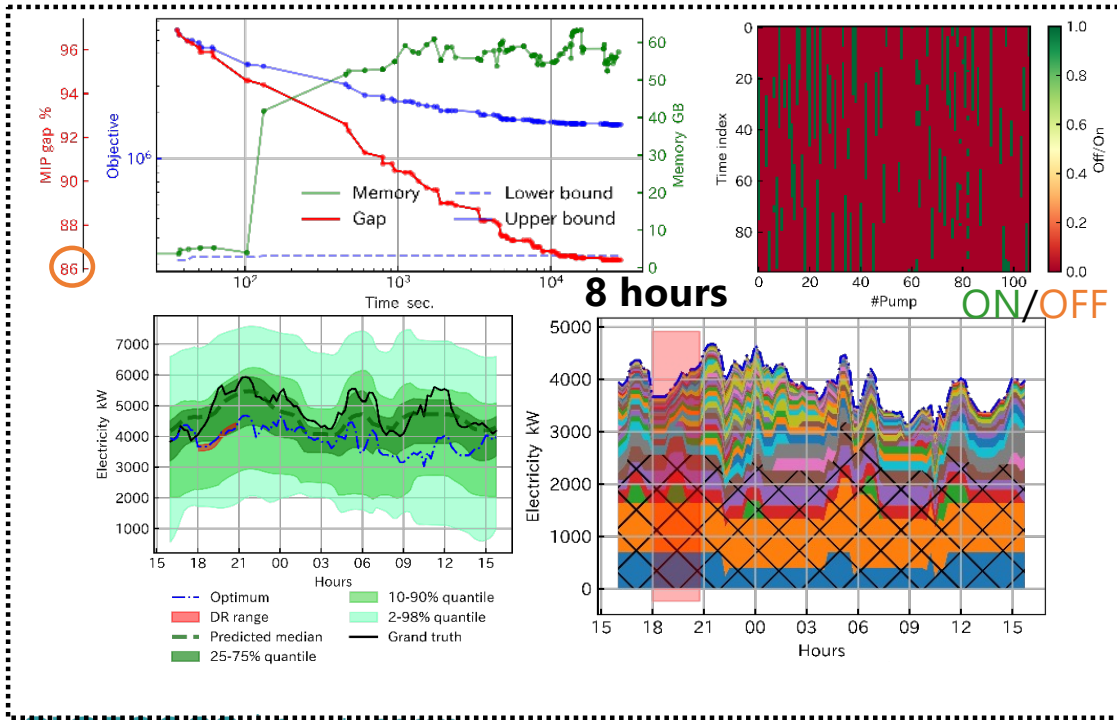 MIP gap %
96
94
92
90
88
86
Objective
10⁶
Memory
Gap
Lower bound
Upper bound
60
50
40
30
20
10
0
Memory GB
10² 10³ 10⁴
Time sec.
8 hours
Time index
0
20
40
60
80
0 20 40 60 80 100
#Pump
1.0
0.8
0.6
0.4
0.2
0.0
Off/On
ON/OFF
Electricity kW
7000
6000
5000
4000
3000
2000
1000
15 18 21 00 03 06 09 12 15
Hours
Optimum
DR range
Predicted median
25-75% quantile
10-90% quantile
2-98% quantile
Grand truth
Electricity kW
5000
4000
3000
2000
1000
0
15 18 21 00 03 06 09 12 15
Hours